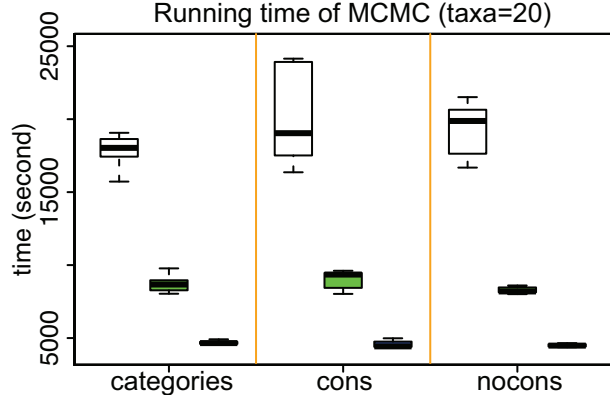 Running time of MCMC (taxa=20)
time (second)
25000
15000
5000
categories cons nocons